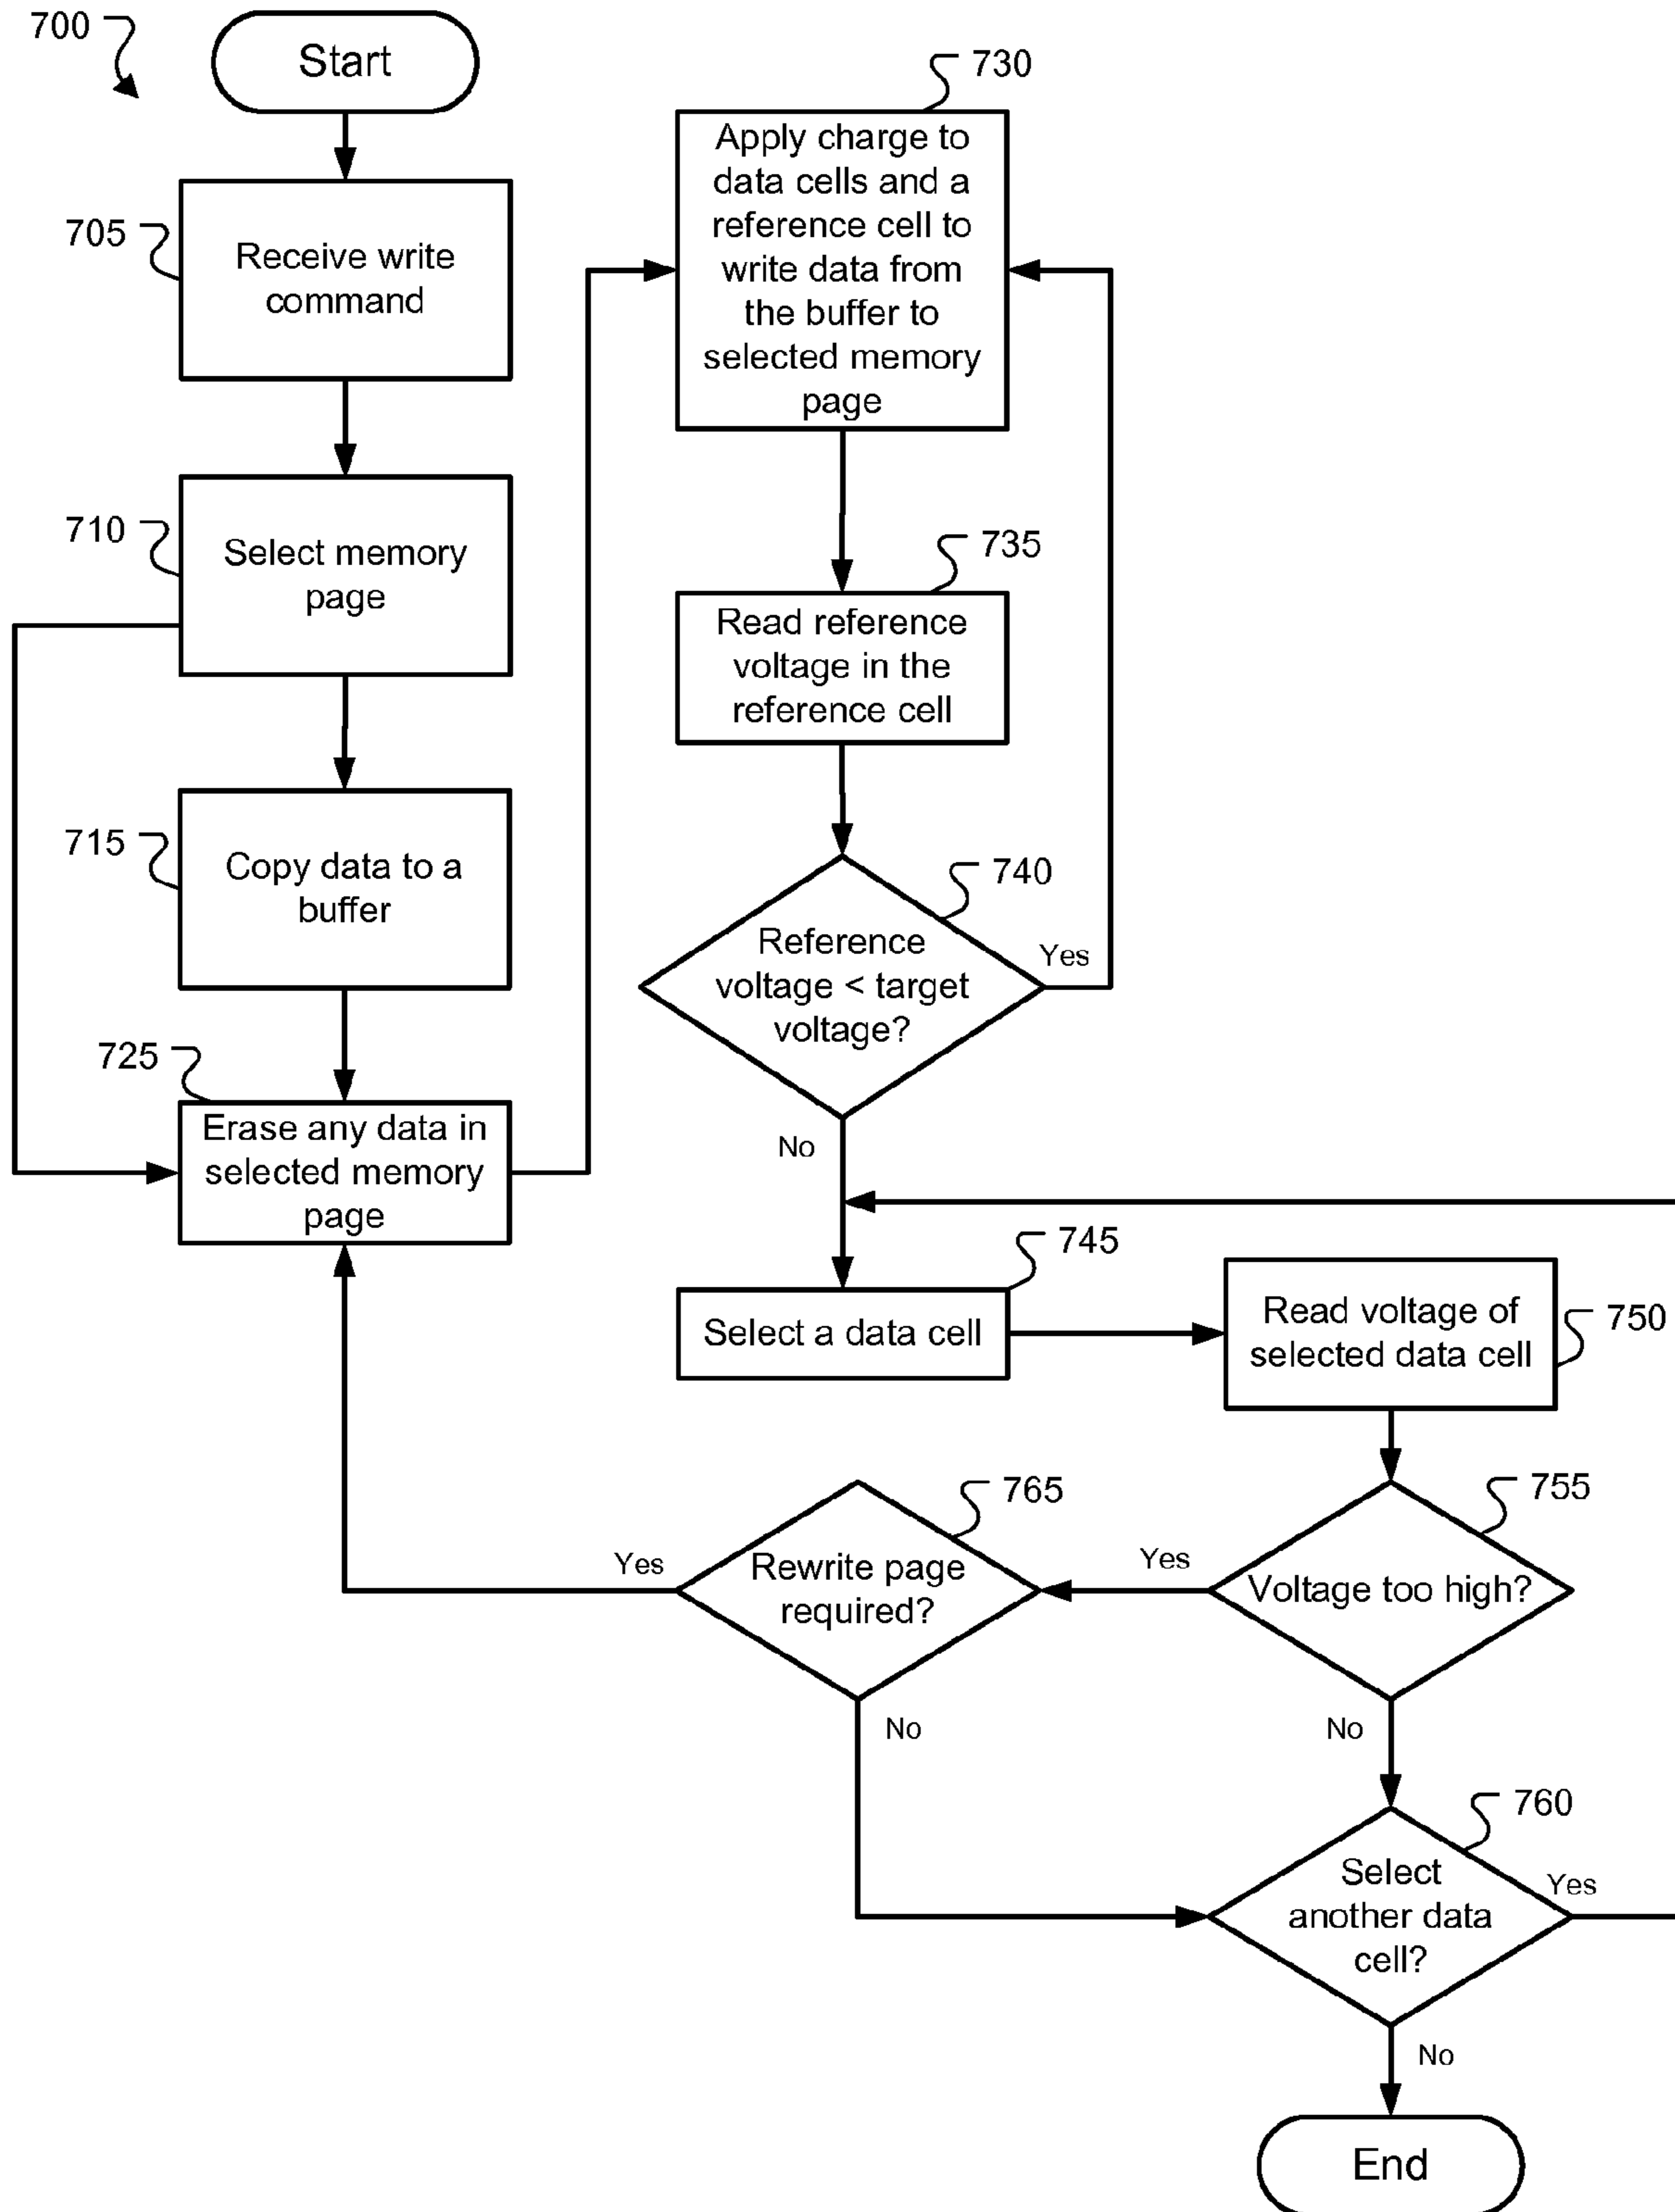 700
Start
705
Receive write
command
710
Select memory
page
715
Copy data to a
buffer
725
Erase any data in
selected memory
page
730
Apply charge to
data cells and a
reference cell to
write data from
the buffer to
selected memory
page
735
Read reference
voltage in the
reference cell
740
Reference
voltage < target
voltage?
Yes
No
745
Select a data cell
750
Read voltage of
selected data cell
755
Voltage too high?
Yes
No
765
Rewrite page
required?
Yes
No
760
Select
another data
cell?
Yes
No
End